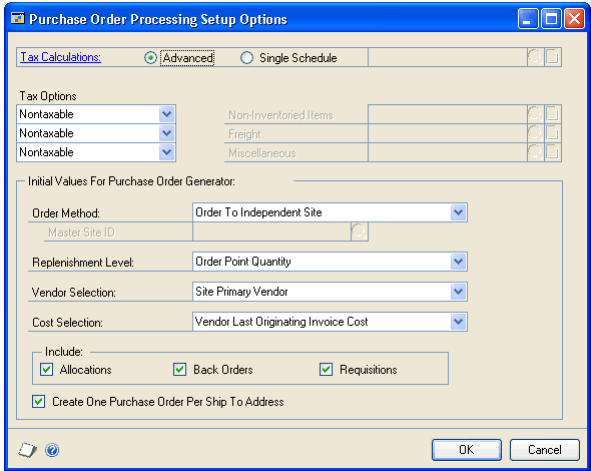 Purchase Order Processing Setup Options
Tax Calculations: Advanced Single Schedule
Tax Options
Nontaxable Non-Inventoried Items
Nontaxable Freight
Nontaxable Miscellaneous
Initial Values For Purchase Order Generator:
Order Method: Order To Independent Site
Master Site ID
Replenishment Level: Order Point Quantity
Vendor Selection: Site Primary Vendor
Cost Selection: Vendor Last Originating Invoice Cost
Include:
Allocations Back Orders Requisitions
Create One Purchase Order Per Ship To Address
OK Cancel